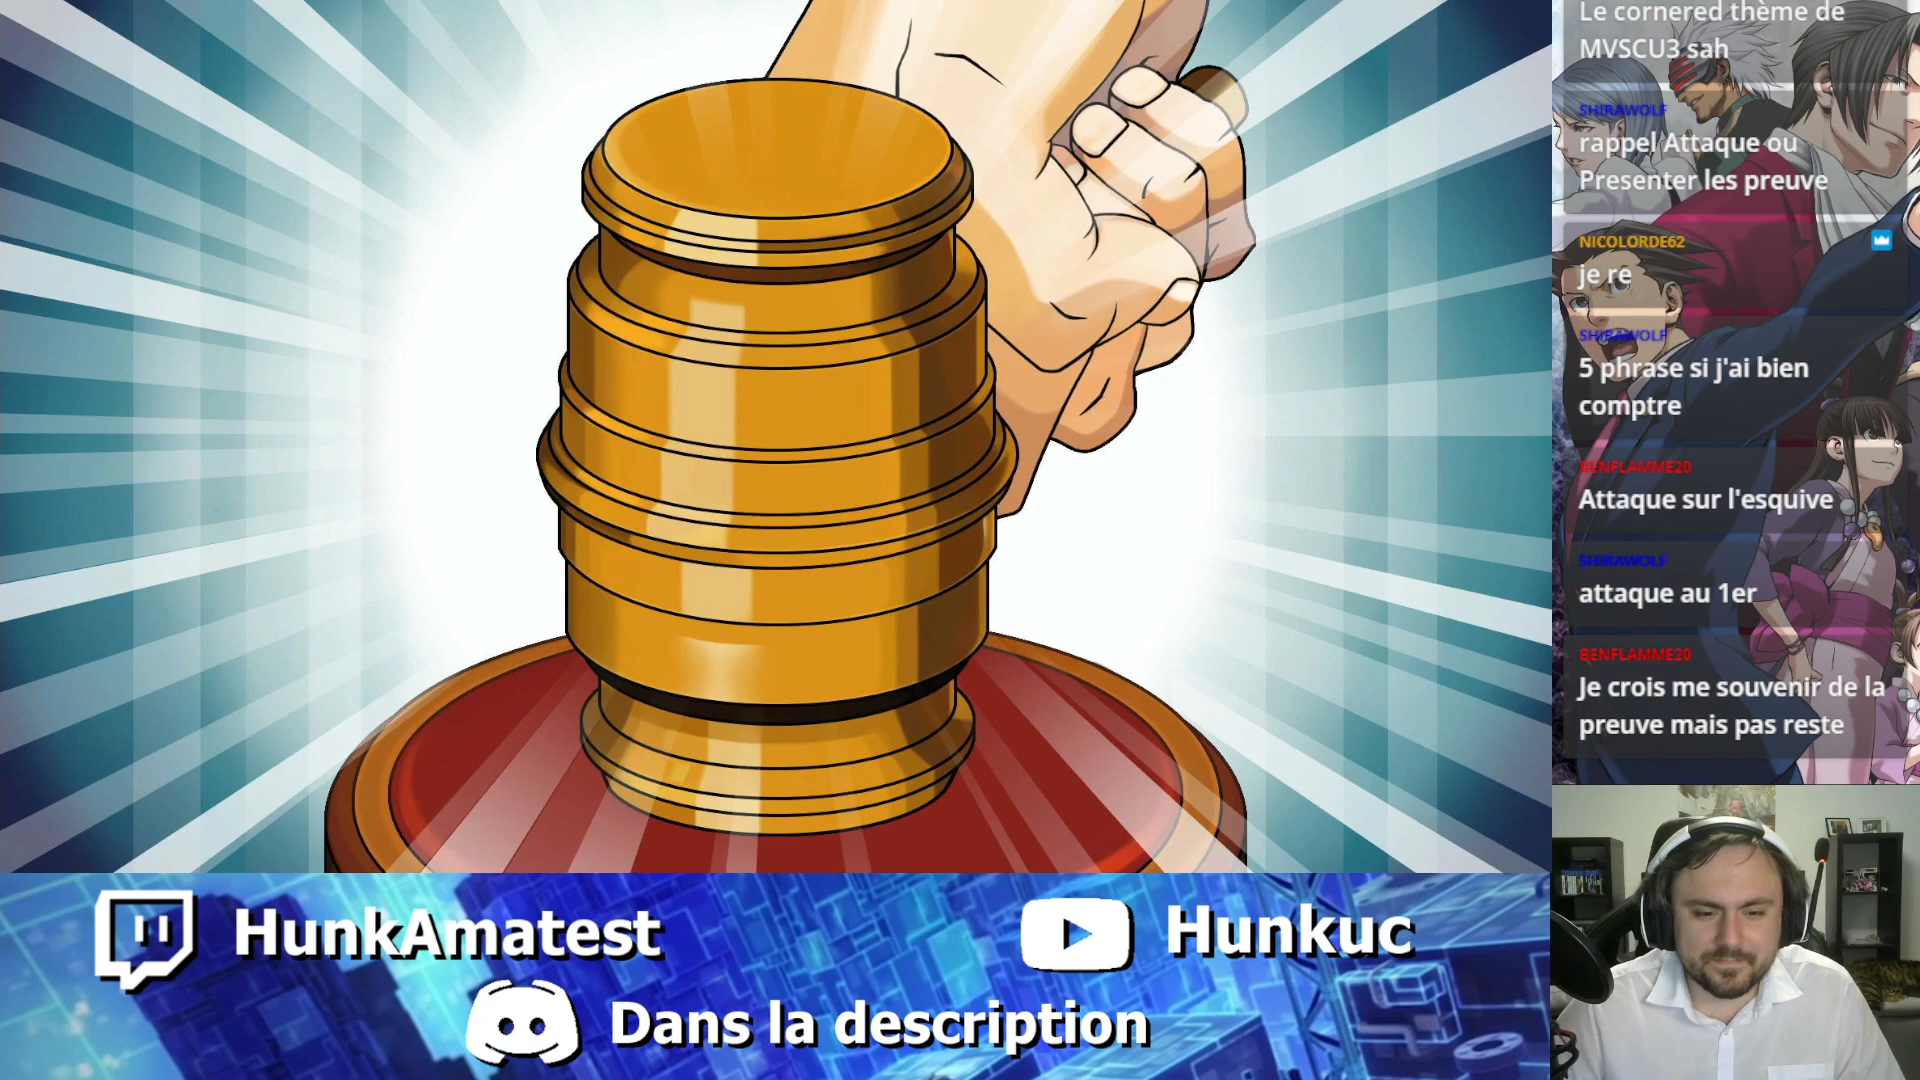 Le cornered thème de
MVSCU3 sah
SHIRAWOLF
rappel Attaque ou
Presenter les preuve
NICOLORDE62
je re
SHIRAWOLF
5 phrase si j'ai bien
comptre
BENFLAMME20
Attaque sur l'esquive
SHIRAWOLF
attaque au 1er
BENFLAMME20
Je crois me souvenir de la
preuve mais pas reste
HunkAmatest
Hunkuc
Dans la description